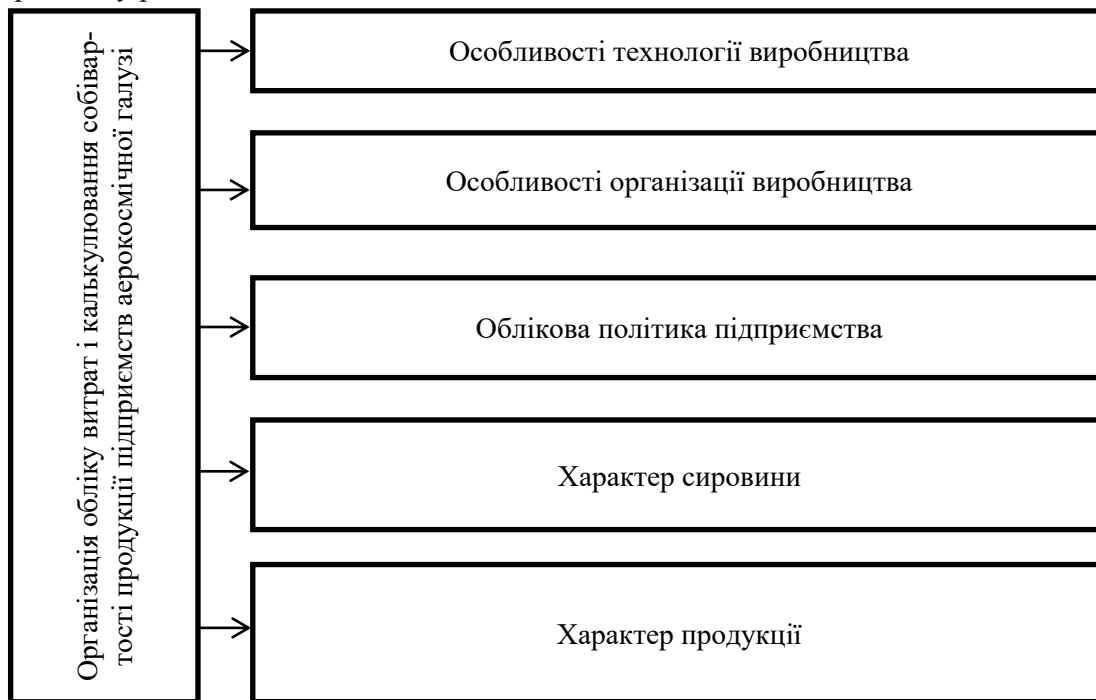 Організація обліку витрат і калькулювання собівар-
тості продукції підприємств аерокосмічної галузі
Особливості технології виробництва
Особливості організації виробництва
Облікова політика підприємства
Характер сировини
Характер продукції